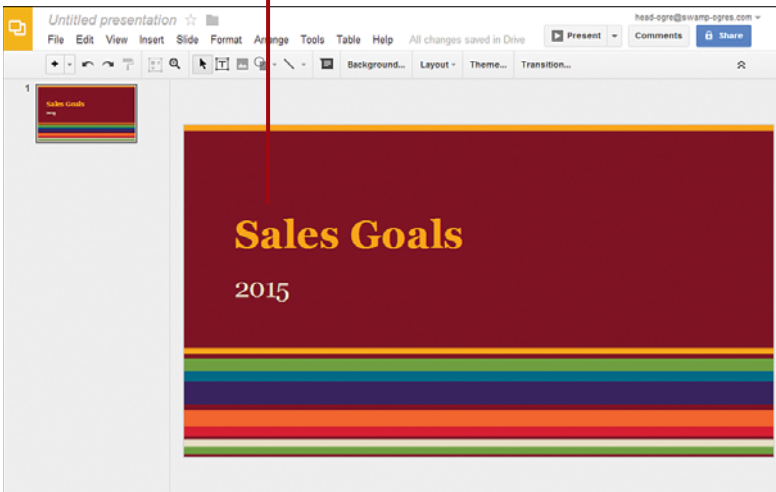 Untitled presentation
head-ogre@swamp-ogres.com
File Edit View Insert Slide Format Arrange Tools Table Help All changes saved in Drive Present Comments Share
Background... Layout Theme... Transition...
1
Sales Goals
2015
Sales Goals
2015